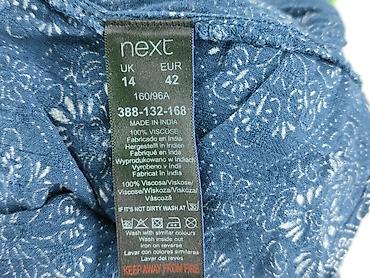 next
UK EUR
14 42
160/96A
388-132-168
MADE IN INDIA
100% VISCOSE
Fabricado en India
Hergestellt in Indien
Fabriqué en Inde
Wyprodukowano w Indiach
Vyrobeno v Indii
Fabricat în India
100% Viscosa/Viskose/
Viscose/Wiskoza/Viskóza/
Vâscoză
IF IT'S NOT DIRTY WASH AT
Wash with similar colours
Wash inside out
Iron on reverse
Lavar con colores similares
Lavar del revés
KEEP AWAY FROM FIRE